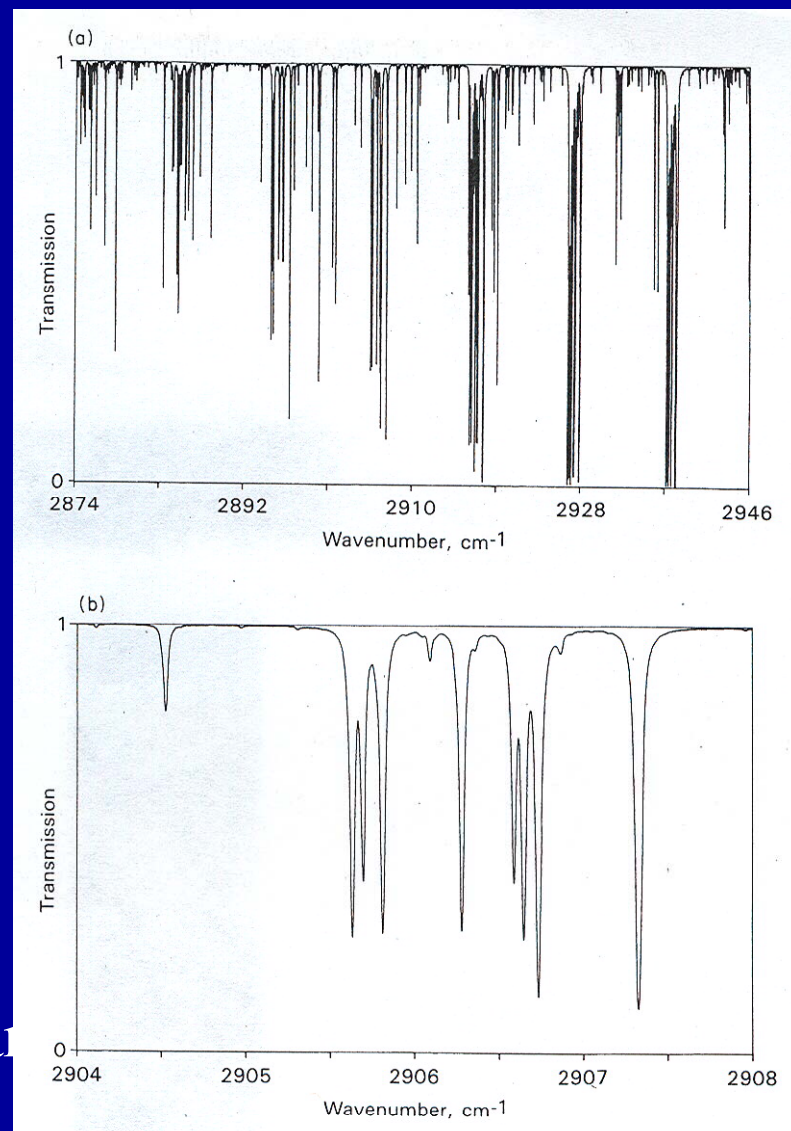 (a)
1
Transmission
0
2874 2892 2910 2928 2946
Wavenumber, cm-1
(b)
1
Transmission
0
2904 2905 2906 2907 2908
Wavenumber, cm-1